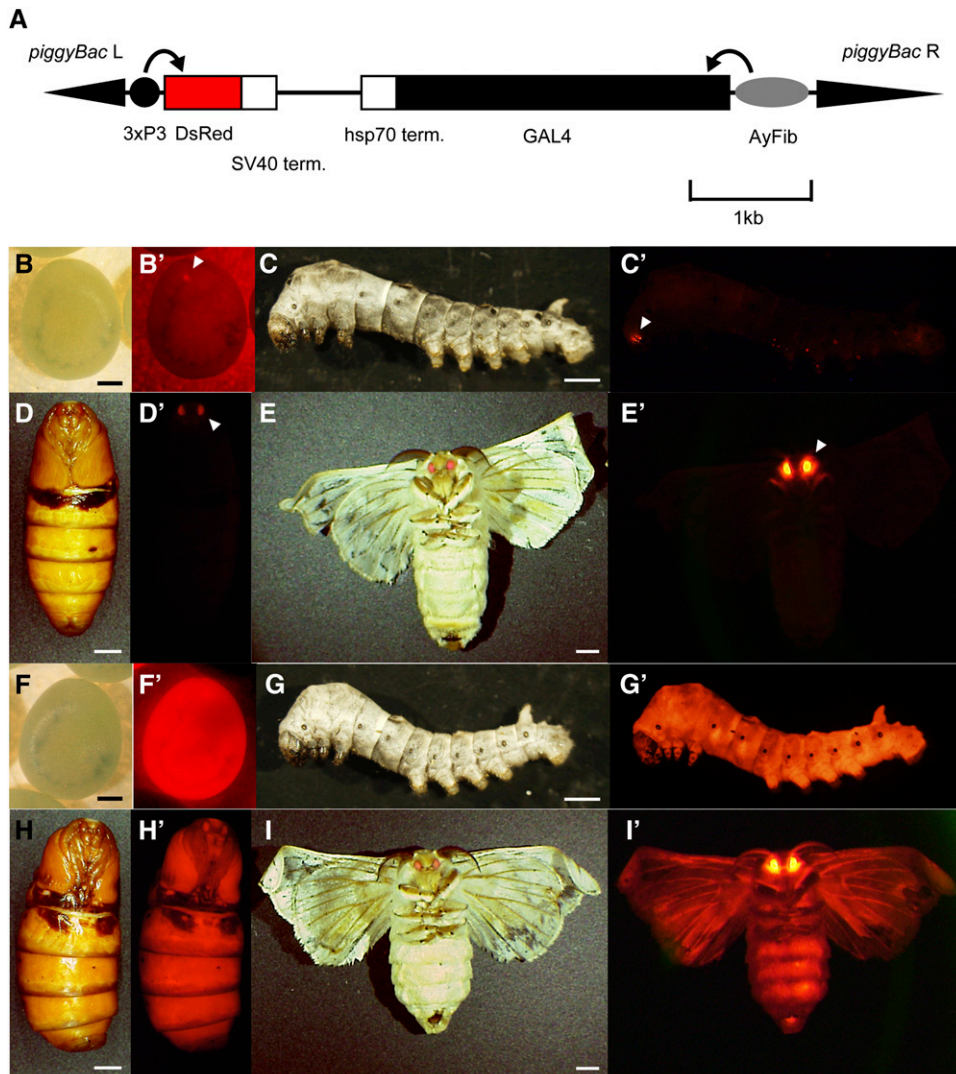 A
piggyBac L
piggyBac R
3xP3 DsRed
hsp70 term.
GAL4
AyFib
SV40 term.
1kb
B
B'
C
C'
D
D'
E
E'
F
F'
G
G'
H
H'
I
I'